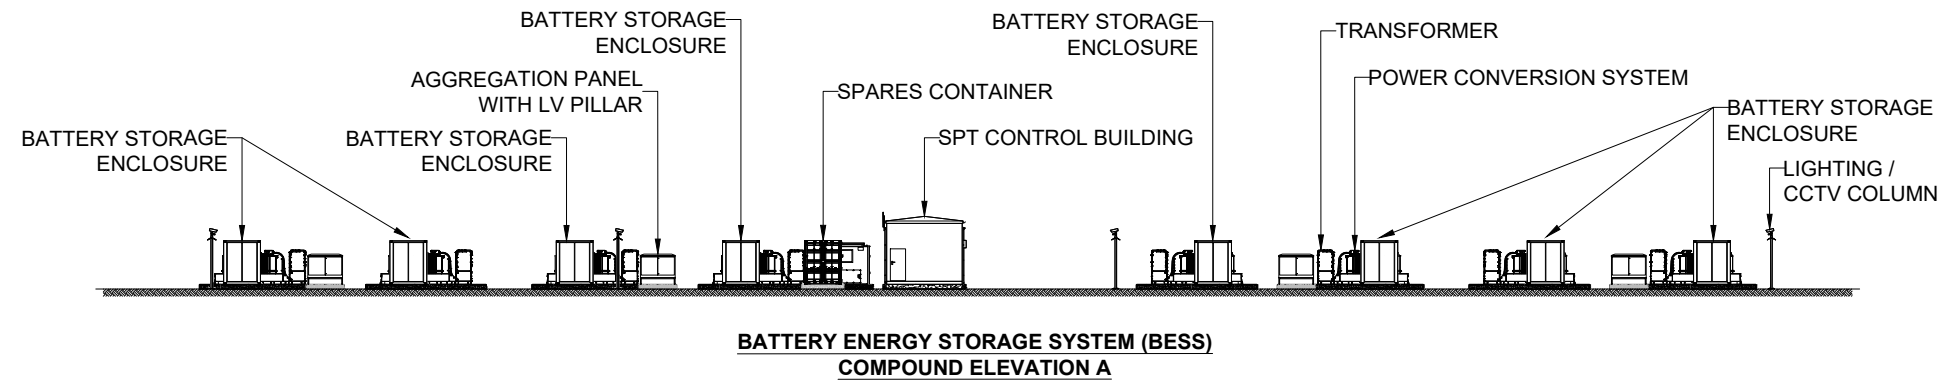 BATTERY STORAGE
ENCLOSURE
BATTERY STORAGE
ENCLOSURE
AGGREGATION PANEL
WITH LV PILLAR
BATTERY STORAGE
ENCLOSURE
SPARES CONTAINER
SPT CONTROL BUILDING
BATTERY STORAGE
ENCLOSURE
TRANSFORMER
POWER CONVERSION SYSTEM
BATTERY STORAGE
ENCLOSURE
LIGHTING /
CCTV COLUMN
BATTERY ENERGY STORAGE SYSTEM (BESS)
COMPOUND ELEVATION A